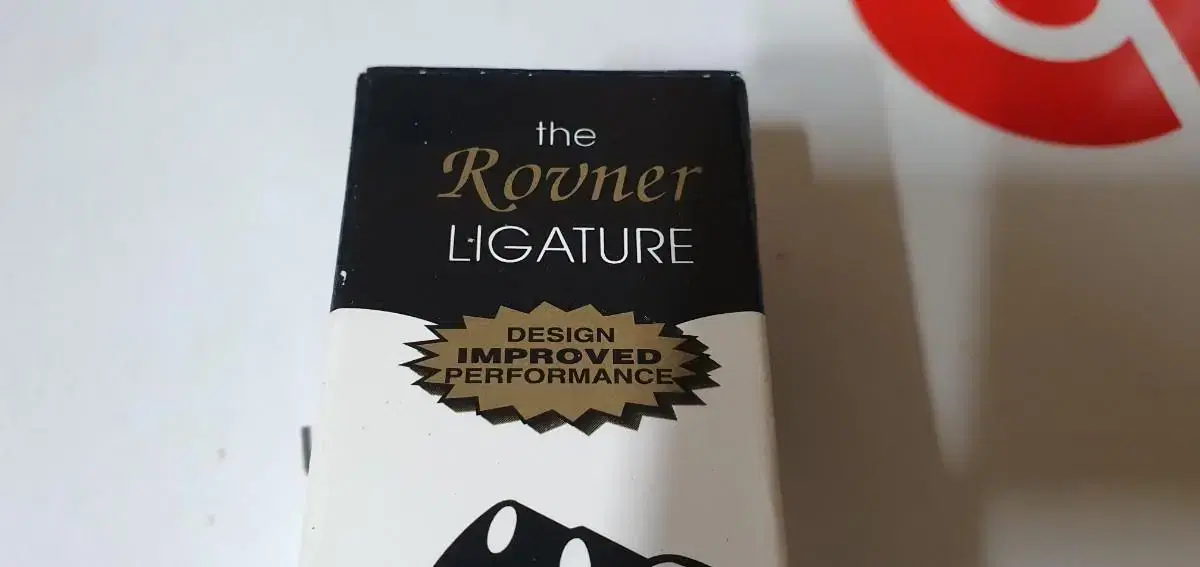 the
Rovner
LIGATURE
DESIGN
IMPROVED
PERFORMANCE